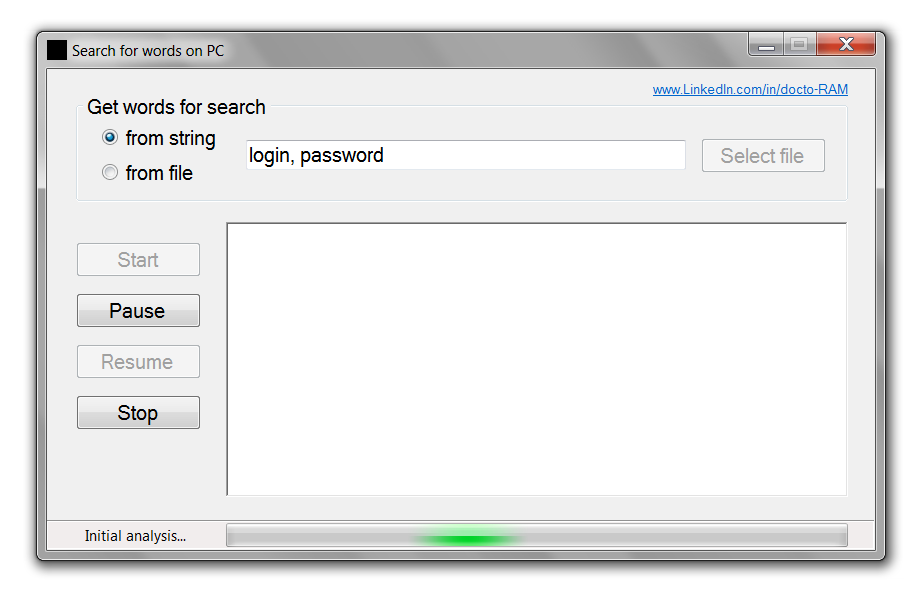 Search for words on PC
www.LinkedIn.com/in/docto-RAM
Get words for search
from string
login, password
Select file
from file
Start
Pause
Resume
Stop
Initial analysis...